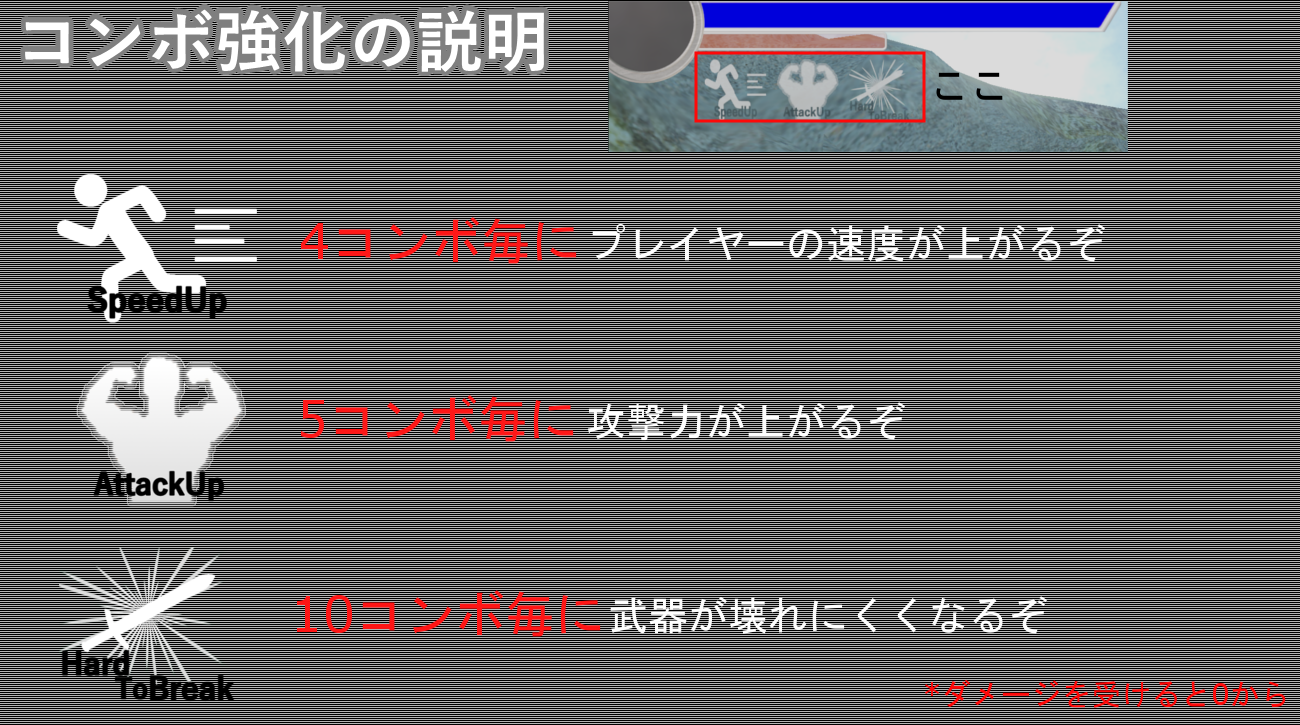 コンボ強化の説明
SpeedUp AttackUp Hard ToBreak
ここ
4コンボ毎にプレイヤーの速度が上がるぞ
SpeedUp
5コンボ毎に攻撃力が上がるぞ
AttackUp
10コンボ毎に武器が壊れにくくなるぞ
Hard
ToBreak
*ダメージを受けると0から